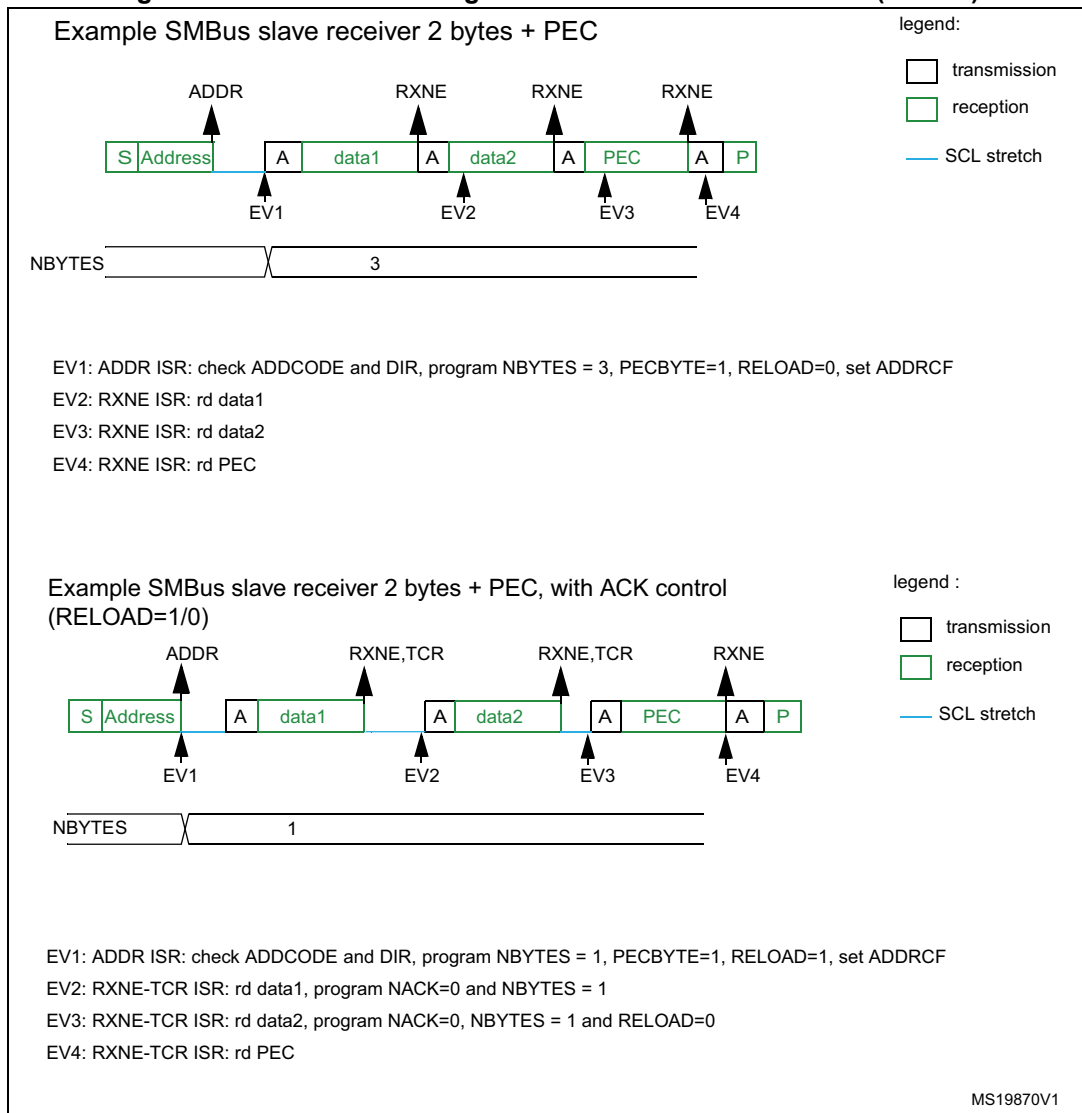 Example SMBus slave receiver 2 bytes + PEC
legend:
transmission
reception
SCL stretch
ADDR RXNE RXNE RXNE
S Address A data1 A data2 A PEC A P
EV1 EV2 EV3 EV4
NBYTES 3
EV1: ADDR ISR: check ADDCODE and DIR, program NBYTES = 3, PECBYTE=1, RELOAD=0, set ADDRCF
EV2: RXNE ISR: rd data1
EV3: RXNE ISR: rd data2
EV4: RXNE ISR: rd PEC
Example SMBus slave receiver 2 bytes + PEC, with ACK control
(RELOAD=1/0)
legend :
transmission
reception
SCL stretch
ADDR RXNE,TCR RXNE,TCR RXNE
S Address A data1 A data2 A PEC A P
EV1 EV2 EV3 EV4
NBYTES 1
EV1: ADDR ISR: check ADDCODE and DIR, program NBYTES = 1, PECBYTE=1, RELOAD=1, set ADDRCF
EV2: RXNE-TCR ISR: rd data1, program NACK=0 and NBYTES = 1
EV3: RXNE-TCR ISR: rd data2, program NACK=0, NBYTES = 1 and RELOAD=0
EV4: RXNE-TCR ISR: rd PEC
MS19870V1